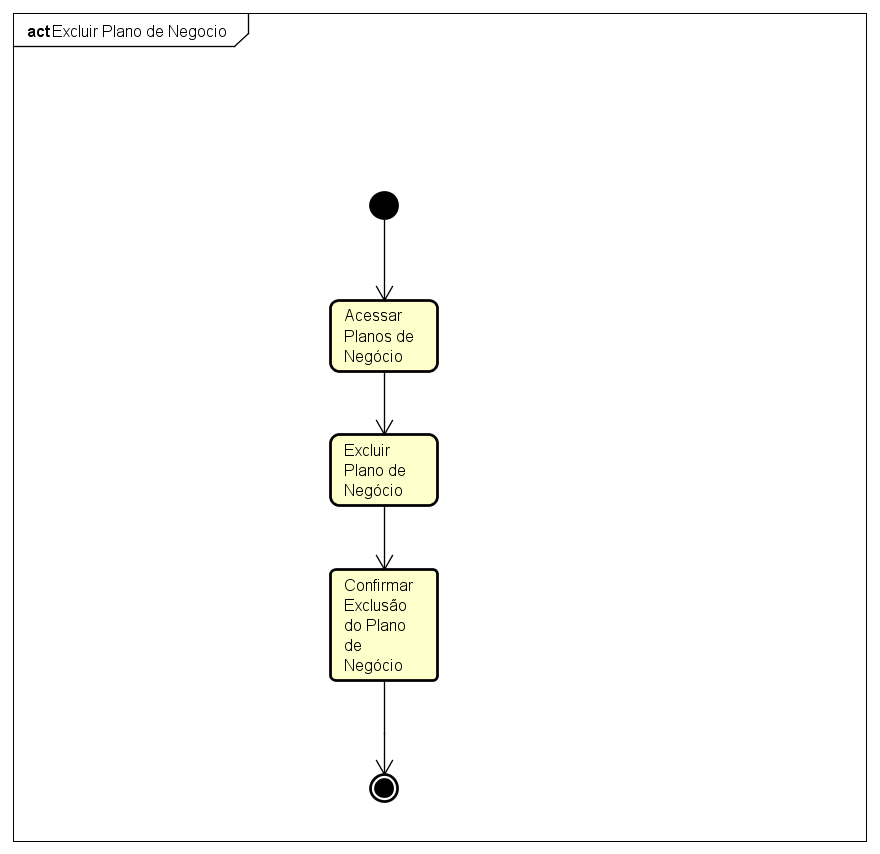 act Excluir Plano de Negocio
Acessar
Planos de
Negócio
Excluir
Plano de
Negócio
Confirmar
Exclusão
do Plano
de
Negócio